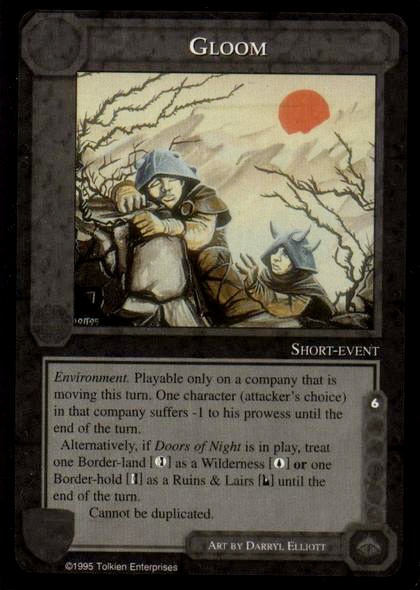 GLOOM
SHORT-EVENT
Environment. Playable only on a company that is
moving this turn. One character (attacker's choice)
in that company suffers -1 to his prowess until the
end of the turn.
Alternatively, if Doors of Night is in play, treat
one Border-land [] as a Wilderness [] or one
Border-hold [] as a Ruins & Lairs [] until the
end of the turn.
Cannot be duplicated.
6
ART BY DARRYL ELLIOTT
©1995 Tolkien Enterprises